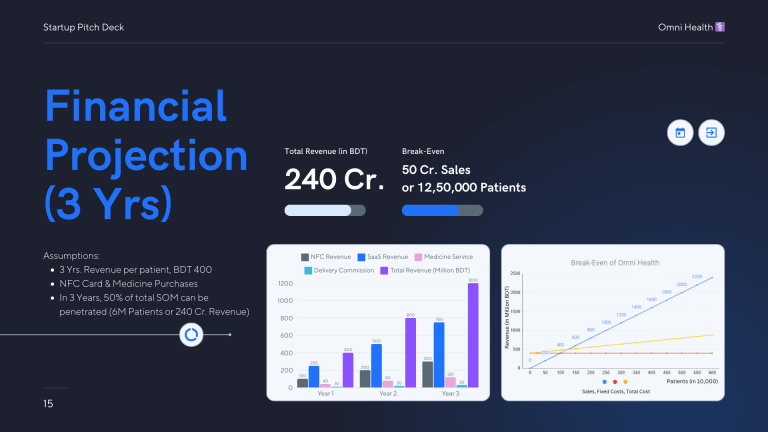 Startup Pitch Deck
Omni Health
Financial
Projection
(3 Yrs)
Total Revenue (in BDT)
240 Cr.
Break-Even
50 Cr. Sales
or 12,50,000 Patients
Assumptions:
3 Yrs. Revenue per patient, BDT 400
NFC Card & Medicine Purchases
In 3 Years, 50% of total SOM can be
penetrated (6M Patients or 240 Cr. Revenue)
15
NFC Revenue SaaS Revenue Medicine Service
Delivery Commission Total Revenue (Million BDT)
1200
1000
800
600
400
200
0
100 250 40 10 400
200 500 80 20 800
300 750 120 30 1200
Year 1 Year 2 Year 3
Break-Even of Omni Health
Revenue (in Million BDT)
2500
2000
1500
1000
500
0
0 200 400 600 800 1000 1200 1400 1600 1800 2000 2200
0 50 100 150 200 250 300 350 400 450 500 550 600
Patients (in 10,000)
Sales, Fixed Costs, Total Cost